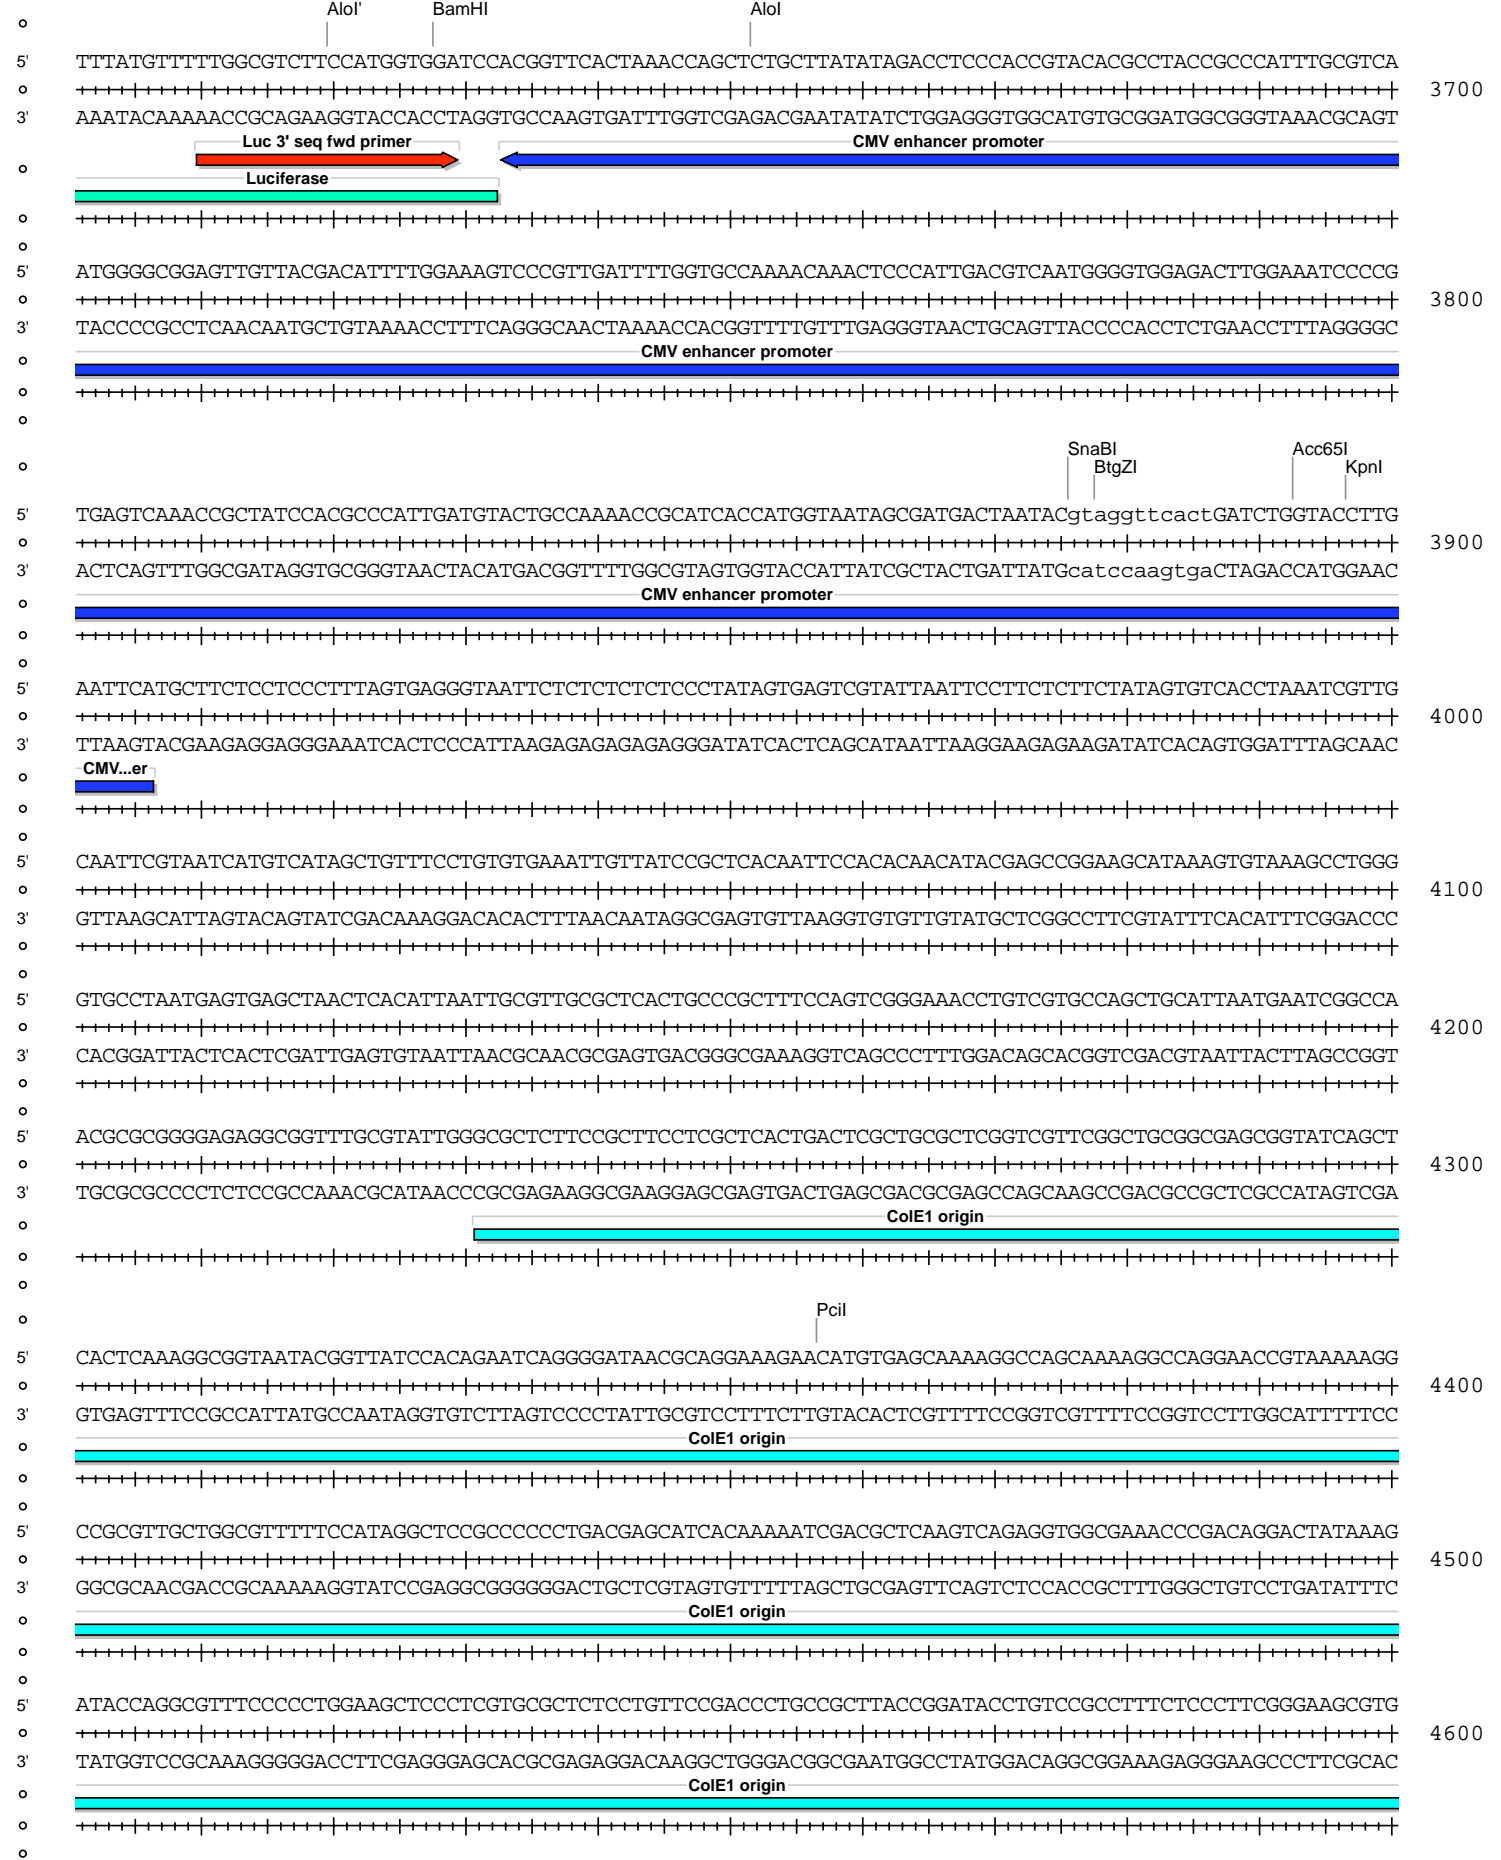 AloI' BamHI AloI
5' TTTATGTTTTTGGCGTCTTCCATGGTGGATCCACGGTTCACTAAACCAGCTCTGCTTATATAGACCTCCCACCGTACACGCCTACCGCCCATTTGCGTCA
3700
3' AAATACAAAAACCGCAGAAGGTACCACCTAGGTGCCAAGTGATTTGGTCGAGACGAATATATCTGGAGGGTGGCATGTGCGGATGGCGGGTAAACGCAGT
Luc 3' seq fwd primer CMV enhancer promoter
Luciferase
5' ATGGGGCGGAGTTGTTACGACATTTTGGAAAGTCCCGTTGATTTTGGTGCCAAAACAAACTCCCATTGACGTCAATGGGGTGGAGACTTGGAAATCCCCG
3800
3' TACCCCGCCTCAACAATGCTGTAAAACCTTTCAGGGCAACTAAAACCACGGTTTTGTTTGAGGGTAACTGCAGTTACCCCACCTCTGAACCTTTAGGGGC
CMV enhancer promoter
SnaBI Acc65I
BtgZI KpnI
5' TGAGTCAAACCGCTATCCACGCCCATTGATGTACTGCCAAAACCGCATCACCATGGTAATAGCGATGACTAATACgtaggttcactGATCTGGTACCTTG
3900
3' ACTCAGTTTGGCGATAGGTGCGGGTAACTACATGACGGTTTTGGCGTAGTGGTACCATTATCGCTACTGATTATGcatccaagtgaCTAGACCATGGAAC
CMV enhancer promoter
5' AATTCATGCTTCTCCTCCCTTTAGTGAGGGTAATTCTCTCTCTCTCCCTATAGTGAGTCGTATTAATTCCTTCTCTTCTATAGTGTCACCTAAATCGTTG
4000
3' TTAAGTACGAAGAGGAGGGAAATCACTCCCATTAAGAGAGAGAGAGGGATATCACTCAGCATAATTAAGGAAGAGAAGATATCACAGTGGATTTAGCAAC
CMV...er
5' CAATTCGTAATCATGTCATAGCTGTTTCCTGTGTGAAATTGTTATCCGCTCACAATTCCACACAACATACGAGCCGGAAGCATAAAGTGTAAAGCCTGGG
4100
3' GTTAAGCATTAGTACAGTATCGACAAAGGACACACTTTAACAATAGGCGAGTGTTAAGGTGTGTTGTATGCTCGGCCTTCGTATTTCACATTTCGGACCC
5' GTGCCTAATGAGTGAGCTAACTCACATTAATTGCGTTGCGCTCACTGCCCGCTTTCCAGTCGGGAAACCTGTCGTGCCAGCTGCATTAATGAATCGGCCA
4200
3' CACGGATTACTCACTCGATTGAGTGTAATTAACGCAACGCGAGTGACGGGCGAAAGGTCAGCCCTTTGGACAGCACGGTCGACGTAATTACTTAGCCGGT
5' ACGCGCGGGGAGAGGCGGTTTGCGTATTGGGCGCTCTTCCGCTTCCTCGCTCACTGACTCGCTGCGCTCGGTCGTTCGGCTGCGGCGAGCGGTATCAGCT
4300
3' TGCGCGCCCCTCTCCGCCAAACGCATAACCCGCGAGAAGGCGAAGGAGCGAGTGACTGAGCGACGCGAGCCAGCAAGCCGACGCCGCTCGCCATAGTCGA
ColE1 origin
PciI
5' CACTCAAAGGCGGTAATACGGTTATCCACAGAATCAGGGGATAACGCAGGAAAGAACATGTGAGCAAAAGGCCAGCAAAAGGCCAGGAACCGTAAAAAGG
4400
3' GTGAGTTTCCGCCATTATGCCAATAGGTGTCTTAGTCCCCTATTGCGTCCTTTCTTGTACACTCGTTTTCCGGTCGTTTTCCGGTCCTTGGCATTTTTCC
ColE1 origin
5' CCGCGTTGCTGGCGTTTTTCCATAGGCTCCGCCCCCCTGACGAGCATCACAAAAATCGACGCTCAAGTCAGAGGTGGCGAAACCCGACAGGACTATAAAG
4500
3' GGCGCAACGACCGCAAAAAGGTATCCGAGGCGGGGGGACTGCTCGTAGTGTTTTTAGCTGCGAGTTCAGTCTCCACCGCTTTGGGCTGTCCTGATATTTC
ColE1 origin
5' ATACCAGGCGTTTCCCCCTGGAAGCTCCCTCGTGCGCTCTCCTGTTCCGACCCTGCCGCTTACCGGATACCTGTCCGCCTTTCTCCCTTCGGGAAGCGTG
4600
3' TATGGTCCGCAAAGGGGGACCTTCGAGGGAGCACGCGAGAGGACAAGGCTGGGACGGCGAATGGCCTATGGACAGGCGGAAAGAGGGAAGCCCTTCGCAC
ColE1 origin